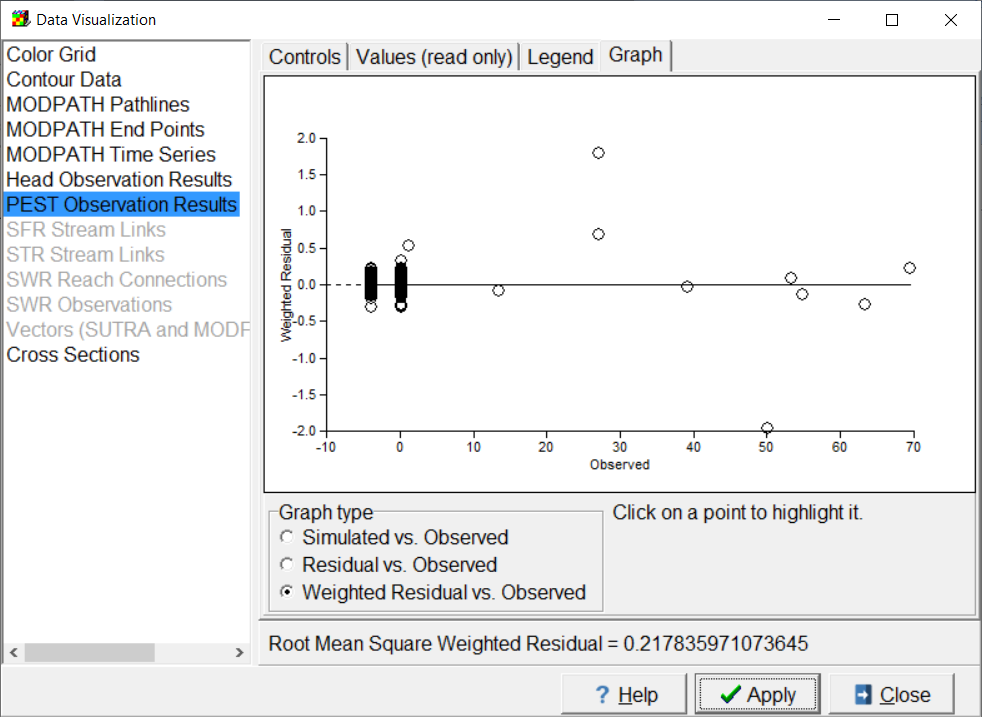 Data Visualization
Color Grid
Contour Data
MODPATH Pathlines
MODPATH End Points
MODPATH Time Series
Head Observation Results
PEST Observation Results
SFR Stream Links
STR Stream Links
SWR Reach Connections
SWR Observations
Vectors (SUTRA and MODF
Cross Sections
Controls Values (read only) Legend Graph
Weighted Residual
2.0
1.5
1.0
0.5
0.0
-0.5
-1.0
-1.5
-2.0
-10 0 10 20 30 40 50 60 70
Observed
Graph type
Simulated vs. Observed
Residual vs. Observed
Weighted Residual vs. Observed
Click on a point to highlight it.
Root Mean Square Weighted Residual = 0.217835971073645
? Help Apply Close